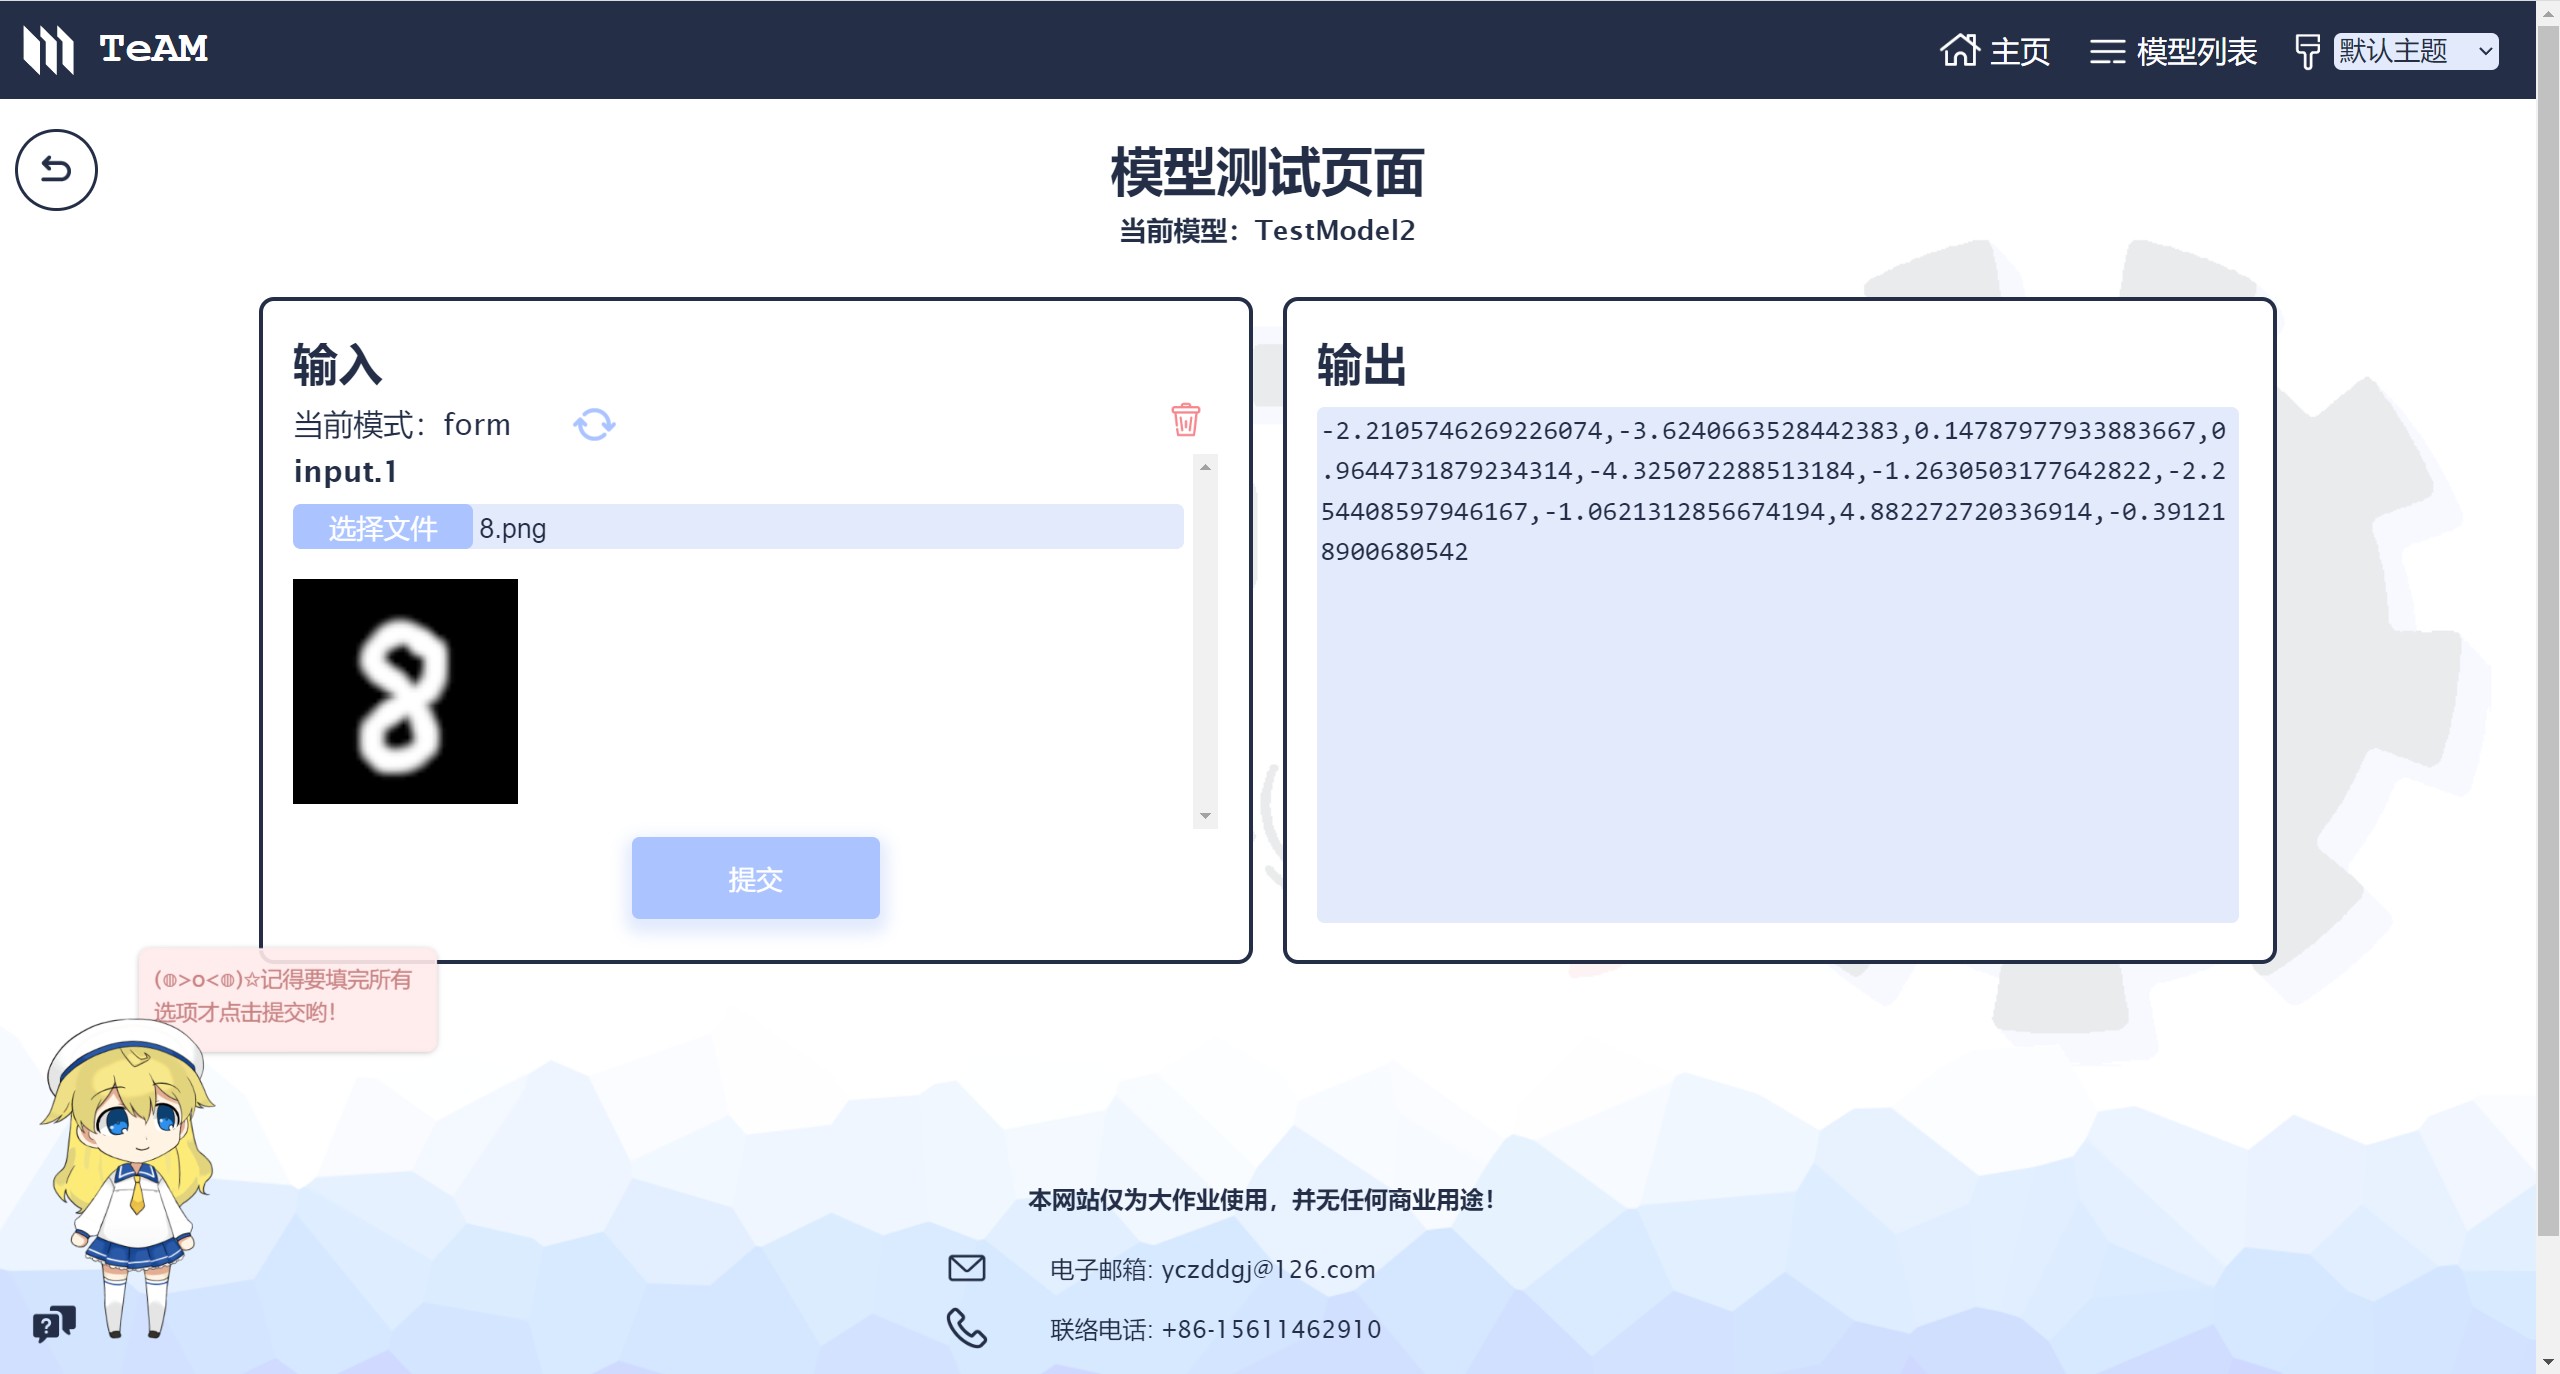 TeAM
主页
模型列表
默认主题
模型测试页面
当前模型：TestModel2
输入
当前模式：form
input.1
选择文件 8.png
8
提交
输出
-2.2105746269226074,-3.6240663528442383,0.14787977933883667,0
.9644731879234314,-4.325072288513184,-1.2630503177642822,-2.2
54408597946167,-1.0621312856674194,4.882272720336914,-0.39121
8900680542
(◍>o<◍)☆记得要填完所有
选项才点击提交哟！
本网站仅为大作业使用，并无任何商业用途！
电子邮箱: yczddgj@126.com
联络电话: +86-15611462910
?